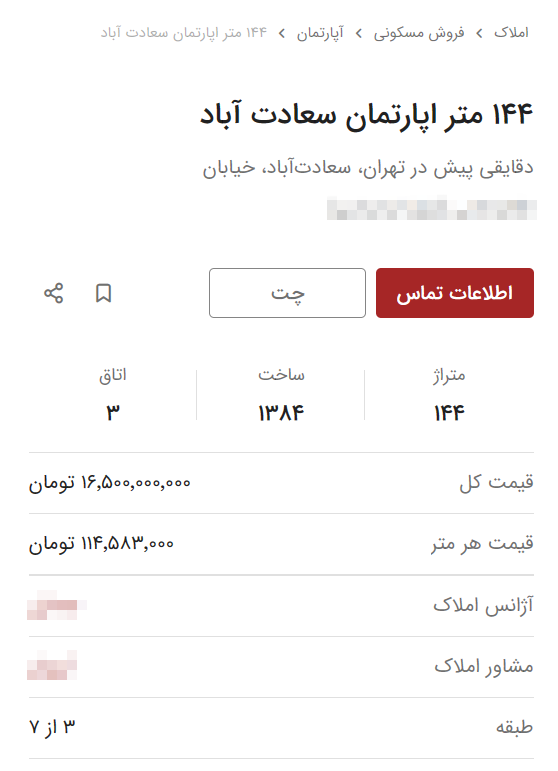 املاک › فروش مسکونی › آپارتمان › ۱۴۴ متر اپارتمان سعادت آباد
۱۴۴ متر اپارتمان سعادت آباد
دقایقی پیش در تهران، سعادت‌آباد، خیابان
اطلاعات تماس
چت
متراژ
ساخت
اتاق
۱۴۴
۱۳۸۴
۳
قیمت کل
۱۶,۵۰۰,۰۰۰,۰۰۰ تومان
قیمت هر متر
۱۱۴,۵۸۳,۰۰۰ تومان
آژانس املاک
مشاور املاک
طبقه
۳ از ۷